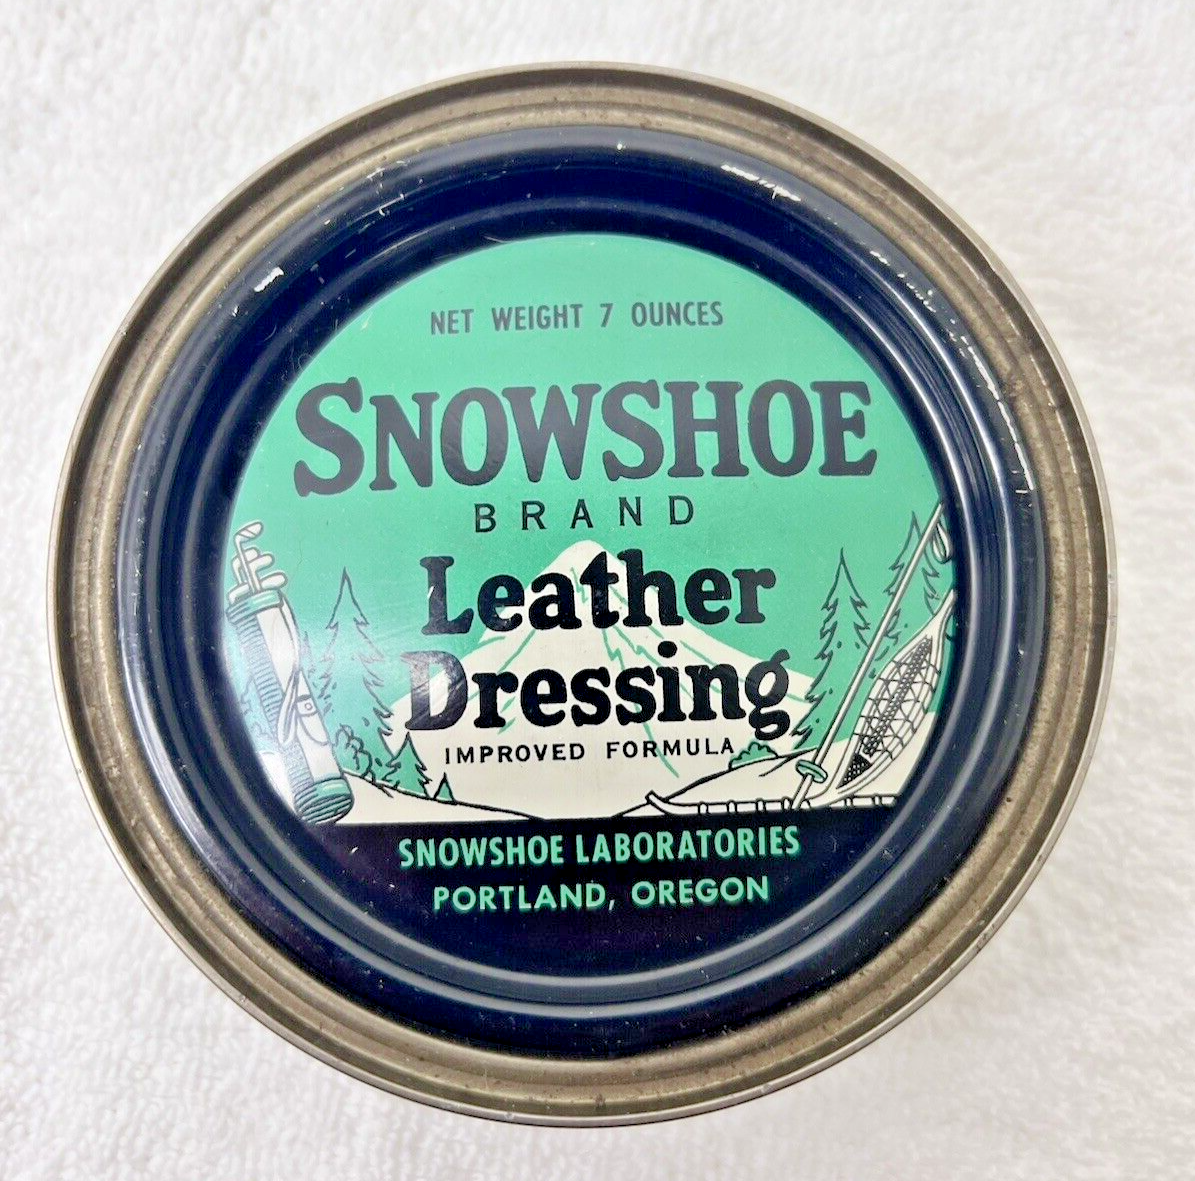 NET WEIGHT 7 OUNCES
SNOWSHOE
BRAND
Leather
Dressing
IMPROVED FORMULA
SNOWSHOE LABORATORIES
PORTLAND, OREGON